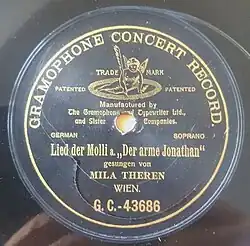 GRAMOPHONE CONCERT RECORD.
TRADE MARK
PATENTED PATENTED
Manufactured by
The Gramophone and Typewriter Ltd.,
and Sister Companies.
GERMAN SOPRANO
Lied der Molli a. „Der arme Jonathan“
gesungen von
MILA THEREN
WIEN.
G. C.-43686